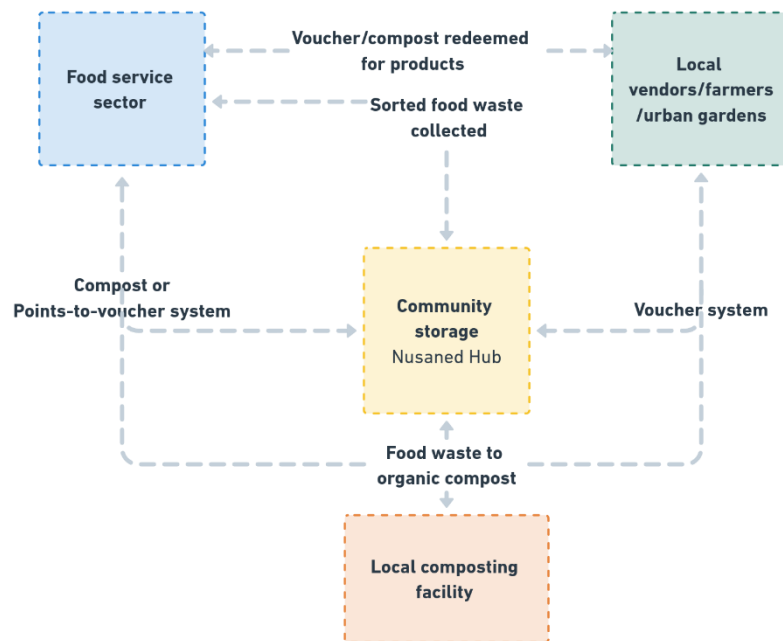 Voucher/compost redeemed
for products
Food service
sector
Local
vendors/farmers
/urban gardens
Sorted food waste
collected
Compost or
Points-to-voucher system
Community
storage
Nusaned Hub
Voucher system
Food waste to
organic compost
Local composting
facility